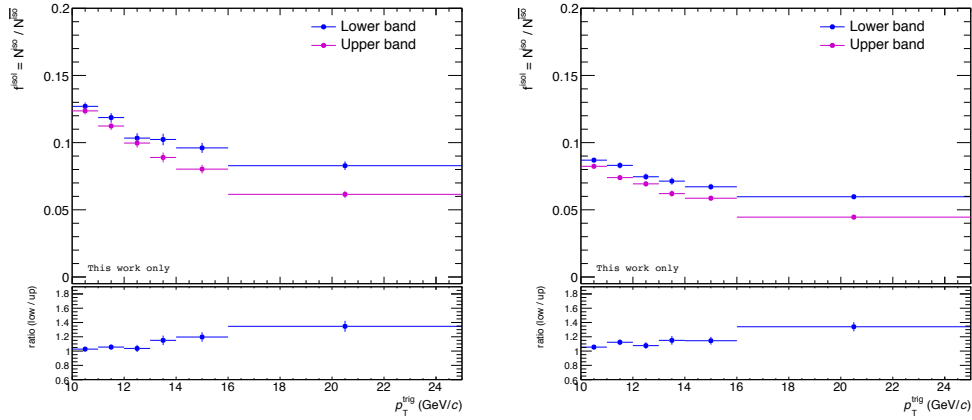 0.2
0.15
0.1
0.05
0
f^isol = N^iso / N^iso
Lower band
Upper band
This work only
1.8
1.6
1.4
1.2
1
0.8
0.6
ratio (low / up)
10 12 14 16 18 20 22 24
p_T^trig (GeV/c)
0.2
0.15
0.1
0.05
0
f^isol = N^iso / N^iso
Lower band
Upper band
This work only
1.8
1.6
1.4
1.2
1
0.8
0.6
ratio (low / up)
10 12 14 16 18 20 22 24
p_T^trig (GeV/c)